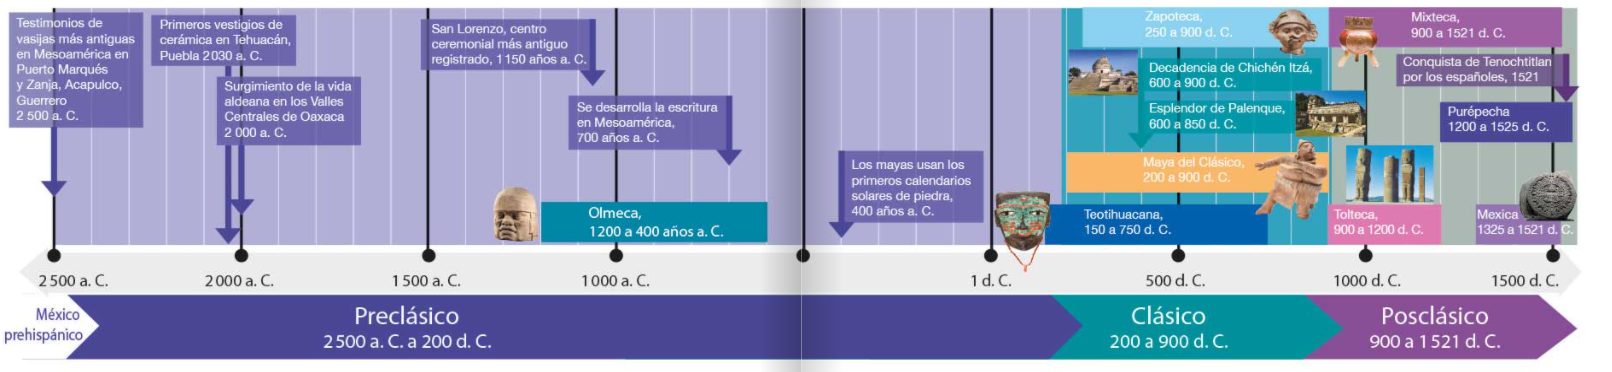 Testimonios de
vasijas más antiguas
en Mesoamérica en
Puerto Marqués
y Zanja, Acapulco,
Guerrero
2 500 a. C.
Primeros vestigios de
cerámica en Tehuacán,
Puebla 2 030 a. C.
Surgimiento de la vida
aldeana en los Valles
Centrales de Oaxaca
2 000 a. C.
San Lorenzo, centro
ceremonial más antiguo
registrado, 1 150 años a. C.
Se desarrolla la escritura
en Mesoamérica,
700 años a. C.
Olmeca,
1200 a 400 años a. C.
Los mayas usan los
primeros calendarios
solares de piedra,
400 años a. C.
Zapoteca,
250 a 900 d. C.
Decadencia de Chichén Itzá,
600 a 900 d. C.
Esplendor de Palenque,
600 a 850 d. C.
Maya del Clásico,
200 a 900 d. C.
Teotihuacana,
150 a 750 d. C.
Mixteca,
900 a 1521 d. C.
Conquista de Tenochtitlan
por los españoles, 1521
Purépecha
1200 a 1525 d. C.
Tolteca,
900 a 1200 d. C.
Mexica
1325 a 1521 d. C.
2 500 a. C.
2 000 a. C.
1 500 a. C.
1 000 a. C.
1 d. C.
500 d. C.
1000 d. C.
1500 d. C.
México
prehispánico
Preclásico
2 500 a. C. a 200 d. C.
Clásico
200 a 900 d. C.
Posclásico
900 a 1 521 d. C.